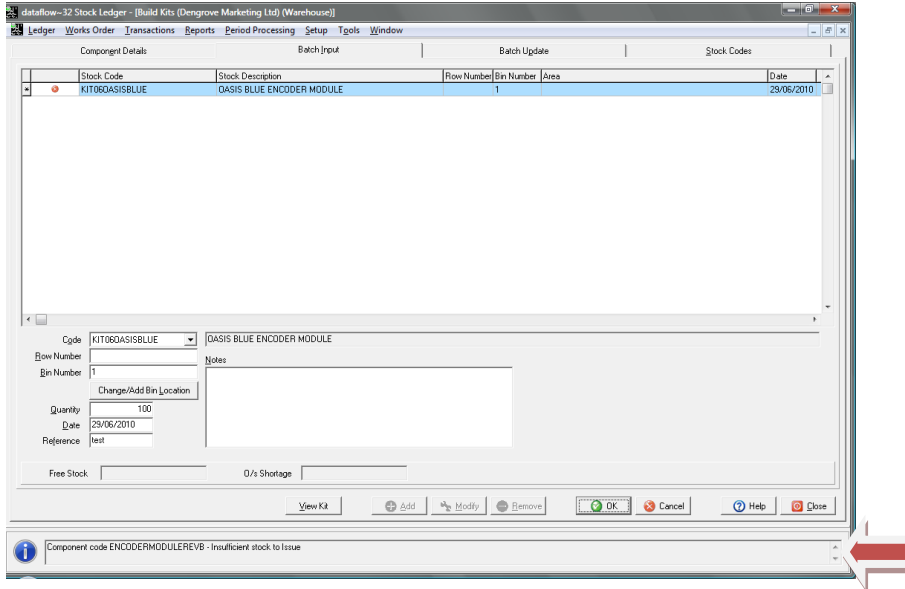 dataflow~32 Stock Ledger - [Build Kits (Dengrove Marketing Ltd) (Warehouse)]
Ledger Works Order Transactions Reports Period Processing Setup Tools Window
Component Details Batch Input Batch Update Stock Codes
Stock Code Stock Description Row Number Bin Number Area Date
KIT06OASISBLUE OASIS BLUE ENCODER MODULE 1 29/06/2010
Code KIT06OASISBLUE OASIS BLUE ENCODER MODULE
Row Number
Notes
Bin Number 1
Change/Add Bin Location
Quantity 100
Date 29/06/2010
Reference test
Free Stock O/s Shortage
View Kit Add Modify Remove OK Cancel Help Close
Component code ENCODERMODULEREVB - Insufficient stock to Issue